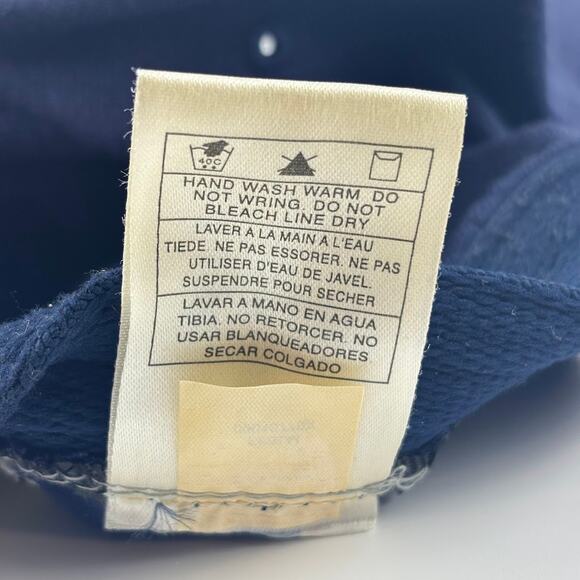 40C
HAND WASH WARM. DO
NOT WRING. DO NOT
BLEACH LINE DRY
LAVER A LA MAIN A L'EAU
TIEDE. NE PAS ESSORER. NE PAS
UTILISER D'EAU DE JAVEL.
SUSPENDRE POUR SECHER
LAVAR A MANO EN AGUA
TIBIA. NO RETORCER. NO
USAR BLANQUEADORES
SECAR COLGADO